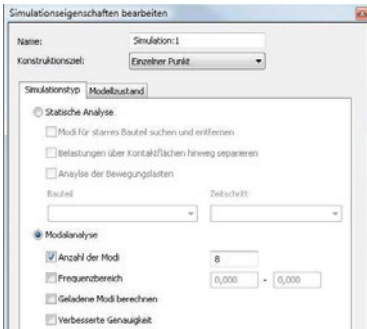 Simulationseigenschaften bearbeiten
Name: Simulation:1
Konstruktionsziel: Einzelner Punkt
Simulationstyp Modellzustand
Statische Analyse
Modi für starres Bauteil suchen und entfernen
Belastungen über Kontaktflächen hinweg separieren
Anaylse der Bewegungslasten
Bauteil Zeitschritt
Modalanalyse
Anzahl der Modi 8
Frequenzbereich 0,000 - 0,000
Geladene Modi berechnen
Verbesserte Genauigkeit